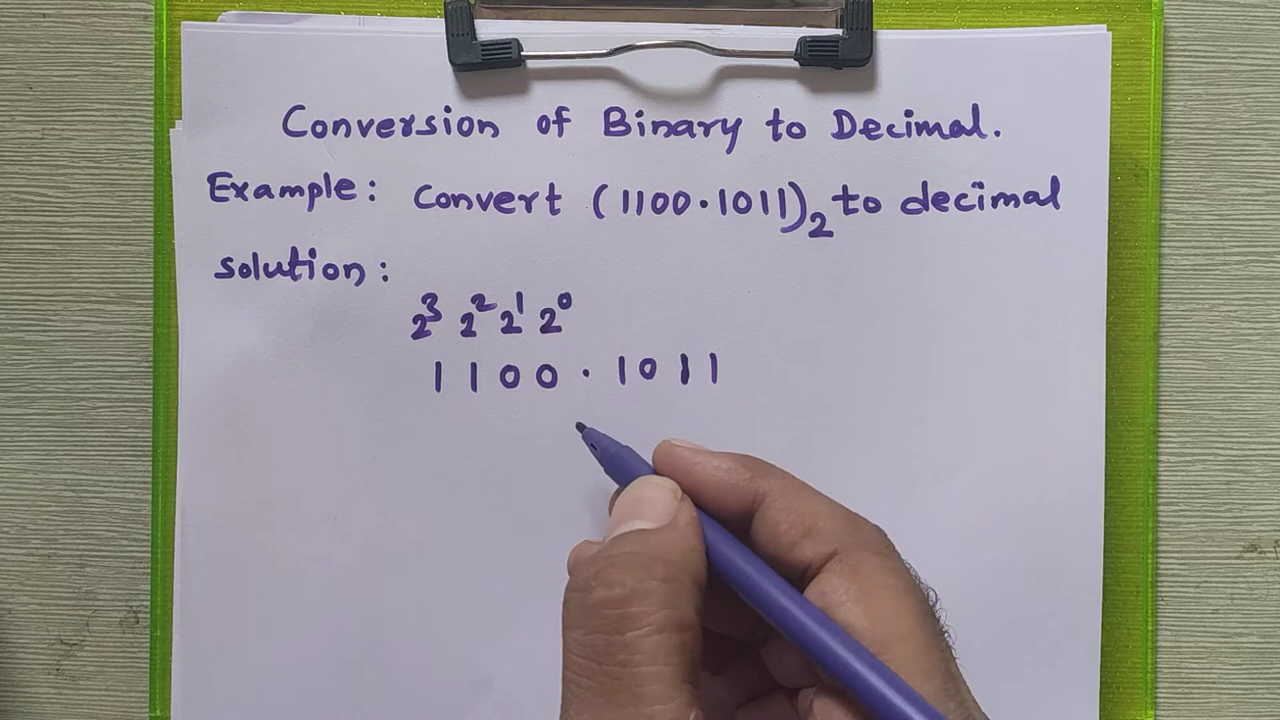 Conversion of Binary to Decimal.
Example: Convert (1100.1011)₂ to decimal
Solution:
2³ 2² 2¹ 2⁰
1 1 0 0 . 1 0 1 1